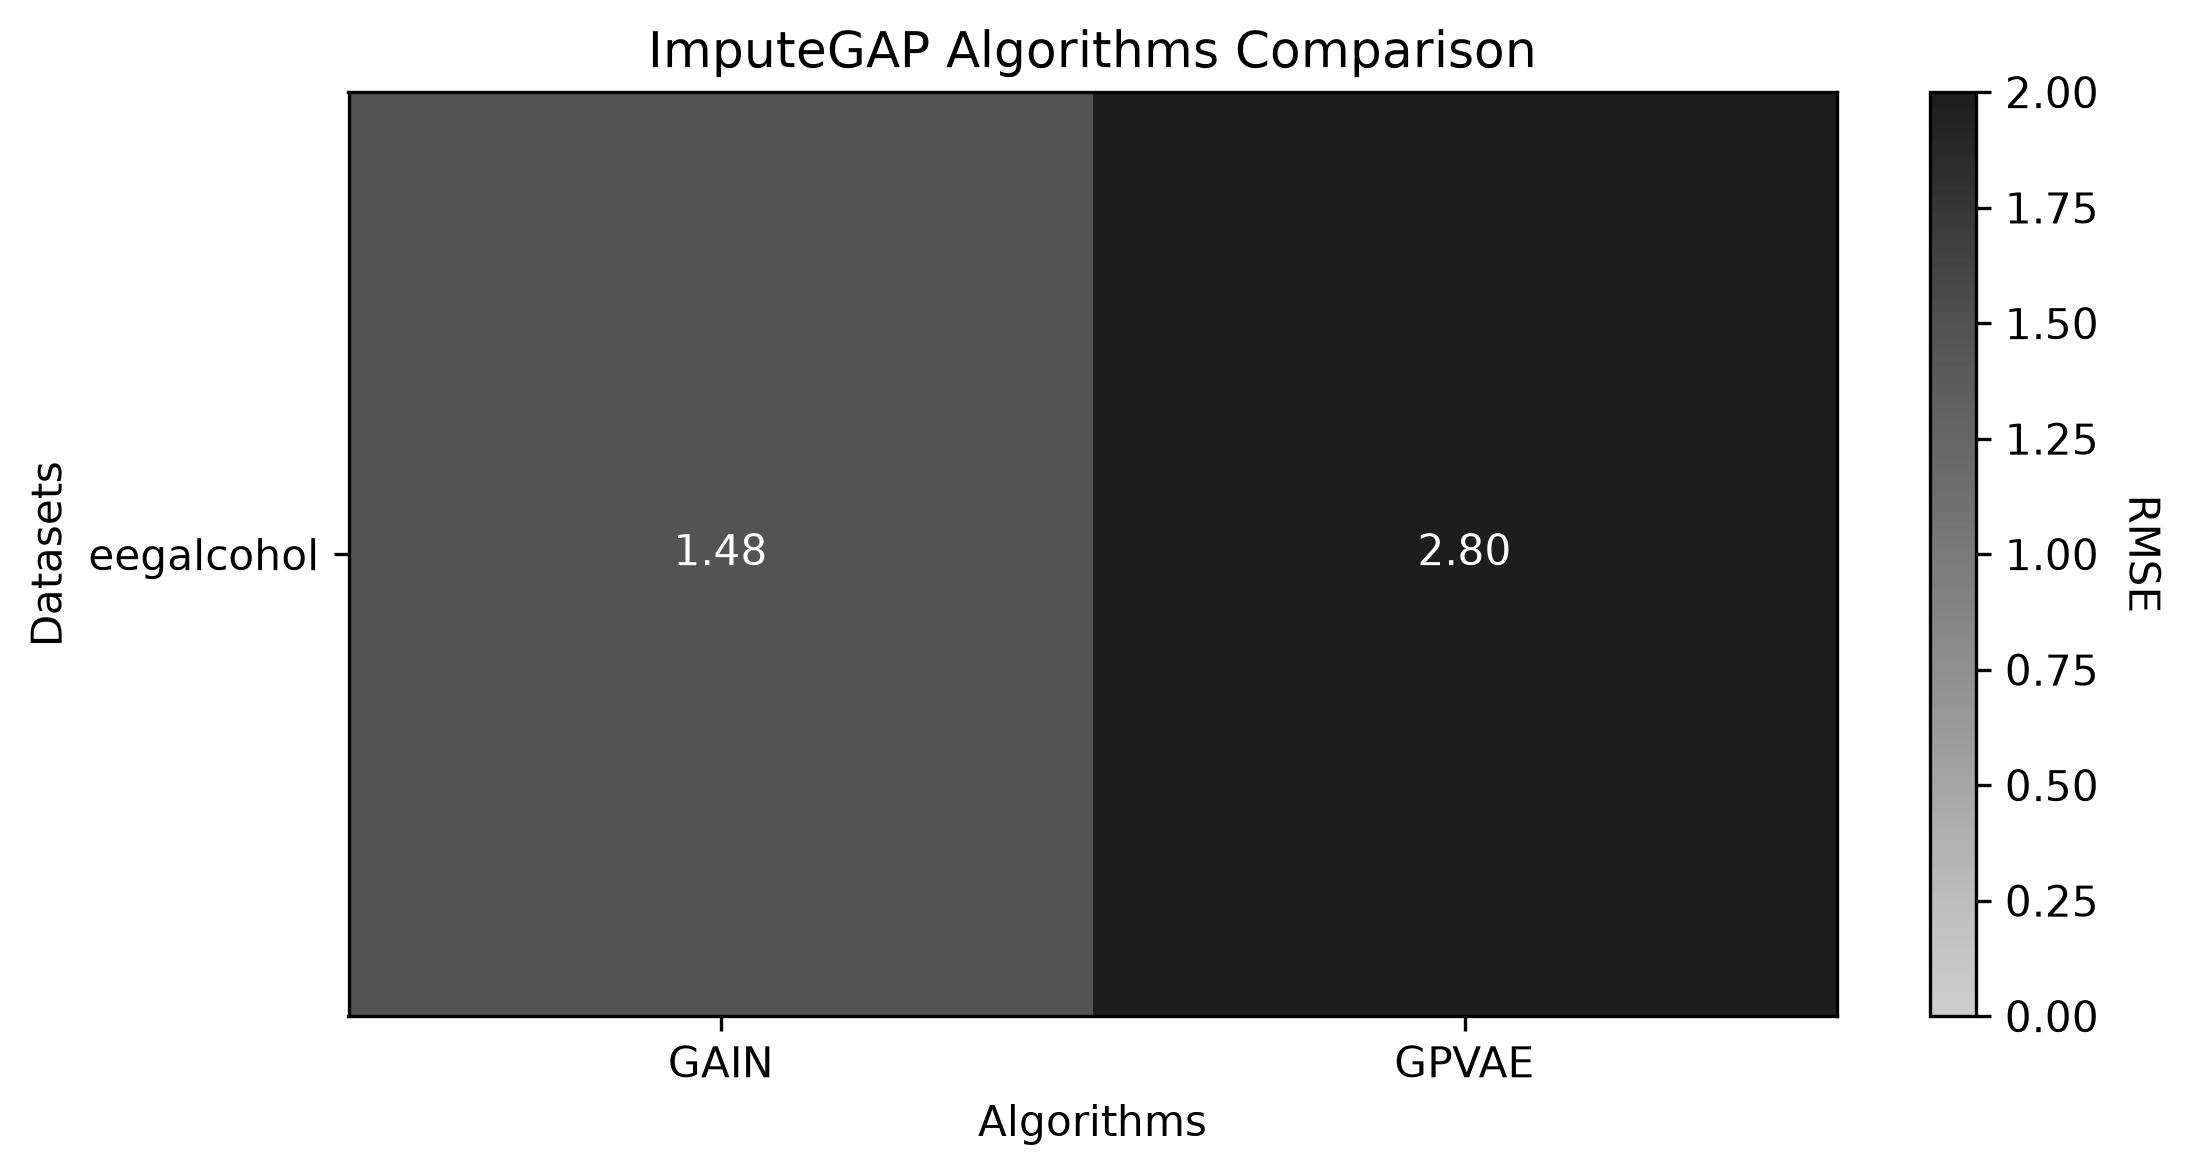 ImputeGAP Algorithms Comparison
Datasets
eegalcohol
1.48
2.80
GAIN
GPVAE
Algorithms
2.00
1.75
1.50
1.25
1.00
0.75
0.50
0.25
0.00
RMSE